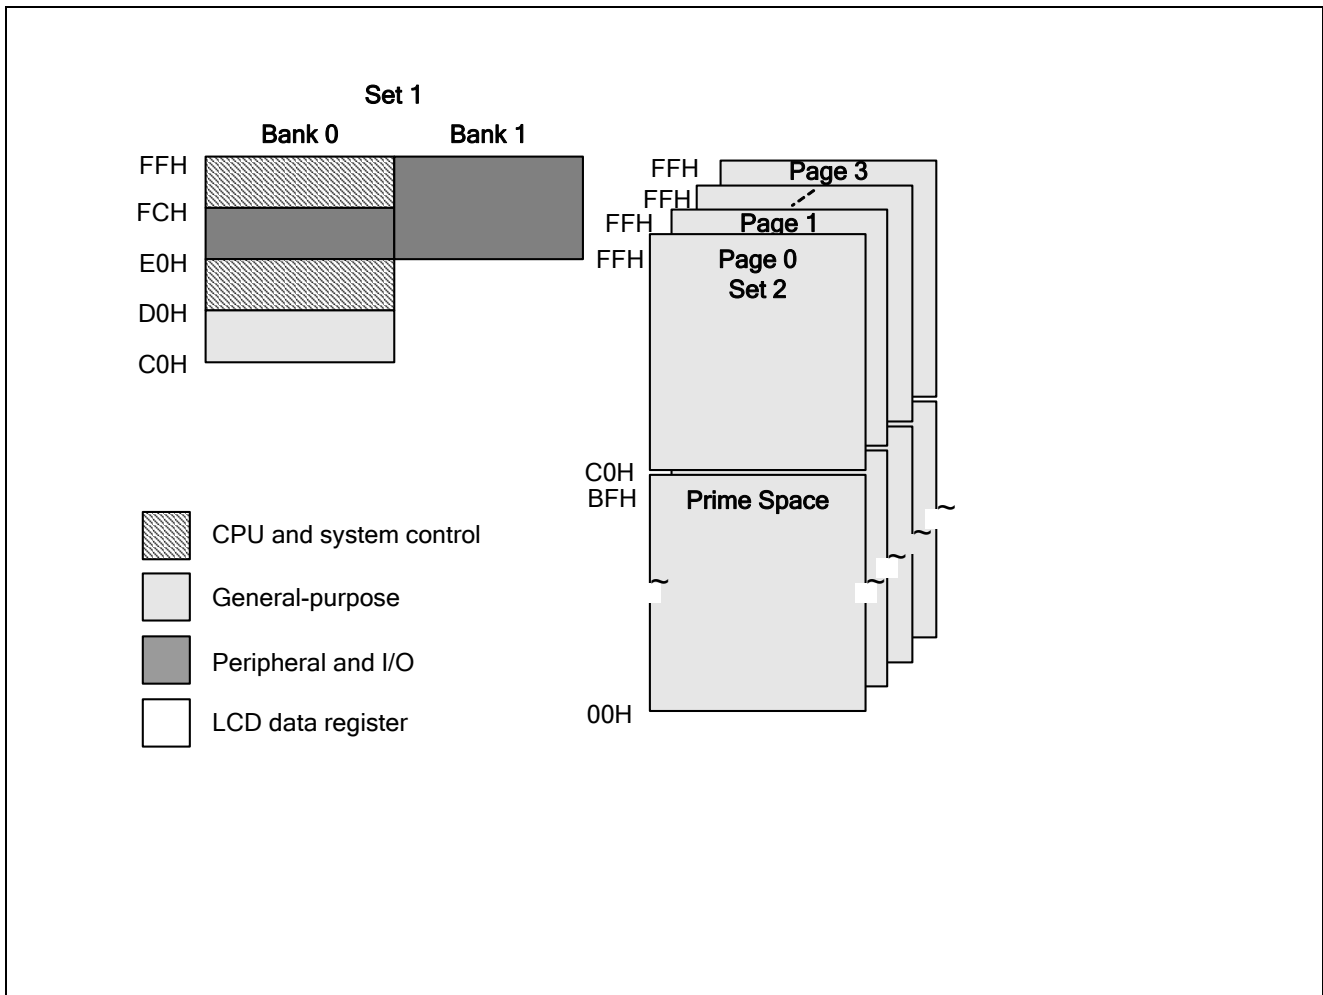 Set 1
Bank 0 Bank 1
FFH
FCH
E0H
D0H
C0H
FFH Page 3
FFH
FFH Page 1
FFH Page 0
Set 2
C0H
BFH Prime Space
~
~
~
~
~
00H
CPU and system control
General-purpose
Peripheral and I/O
LCD data register